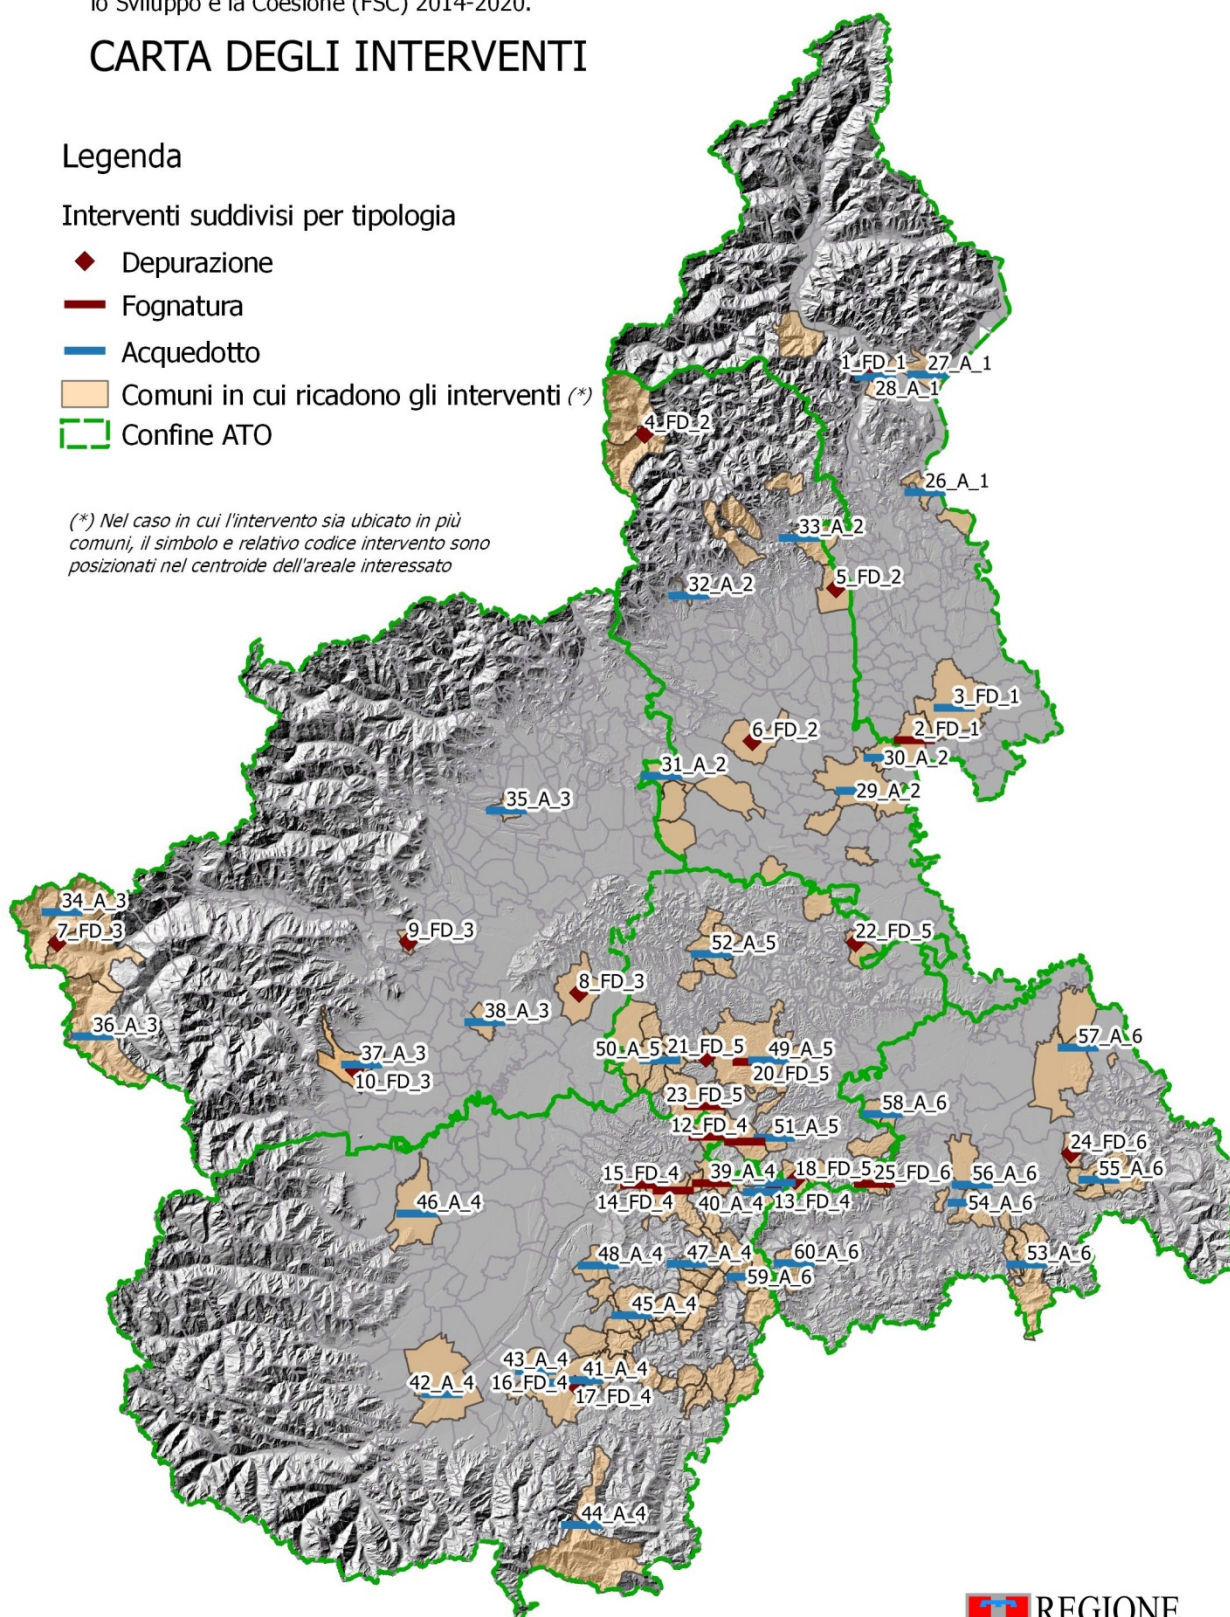 lo Sviluppo e la Coesione (FSC) 2014-2020.
CARTA DEGLI INTERVENTI
Legenda
Interventi suddivisi per tipologia
Depurazione
Fognatura
Acquedotto
Comuni in cui ricadono gli interventi (*)
Confine ATO
(*) Nel caso in cui l'intervento sia ubicato in più
comuni, il simbolo e relativo codice intervento sono
posizionati nel centroide dell'areale interessato
1_FD_1
27_A_1
28_A_1
4_FD_2
26_A_1
33_A_2
5_FD_2
32_A_2
3_FD_1
2_FD_1
6_FD_2
30_A_2
31_A_2
29_A_2
35_A_3
34_A_3
7_FD_3
9_FD_3
22_FD_5
52_A_5
8_FD_3
38_A_3
36_A_3
57_A_6
37_A_3
10_FD_3
50_A_5
21_FD_5
49_A_5
20_FD_5
23_FD_5
58_A_6
12_FD_4
51_A_5
24_FD_6
15_FD_4
39_A_4
18_FD_5
25_FD_6
56_A_6
55_A_6
14_FD_4
40_A_4
13_FD_4
54_A_6
46_A_4
48_A_4
47_A_4
60_A_6
53_A_6
59_A_6
45_A_4
43_A_4
41_A_4
42_A_4
16_FD_4
17_FD_4
44_A_4
REGIONE